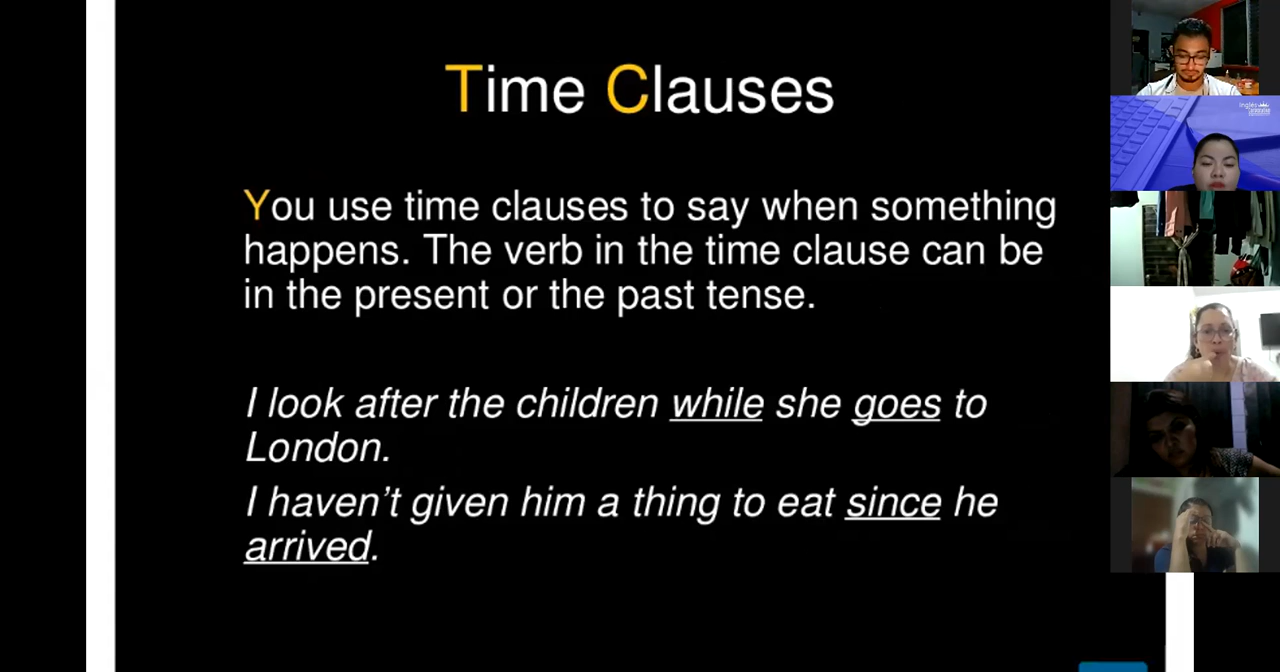 Time Clauses
You use time clauses to say when something
happens. The verb in the time clause can be
in the present or the past tense.
I look after the children while she goes to
London.
I haven’t given him a thing to eat since he
arrived.
Inglés